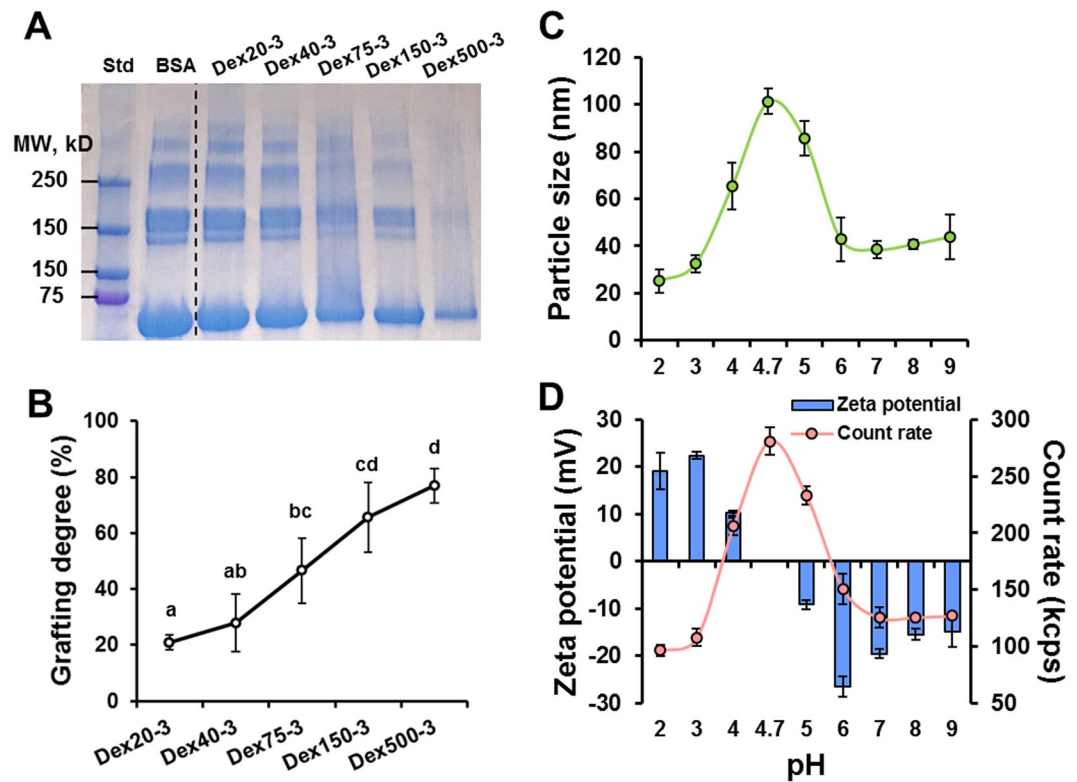 A
Std BSA Dex20-3 Dex40-3 Dex75-3 Dex150-3 Dex500-3
MW, kD
250
150
150
75
B
Grafting degree (%)
100
80
60
40
20
0
a
ab
bc
cd
d
Dex20-3 Dex40-3 Dex75-3 Dex150-3 Dex500-3
C
Particle size (nm)
120
100
80
60
40
20
0
2 3 4 4.7 5 6 7 8 9
D
Zeta potential
Count rate
Zeta potential (mV)
30
20
10
0
-10
-20
-30
Count rate (kcps)
300
250
200
150
100
50
2 3 4 4.7 5 6 7 8 9
pH